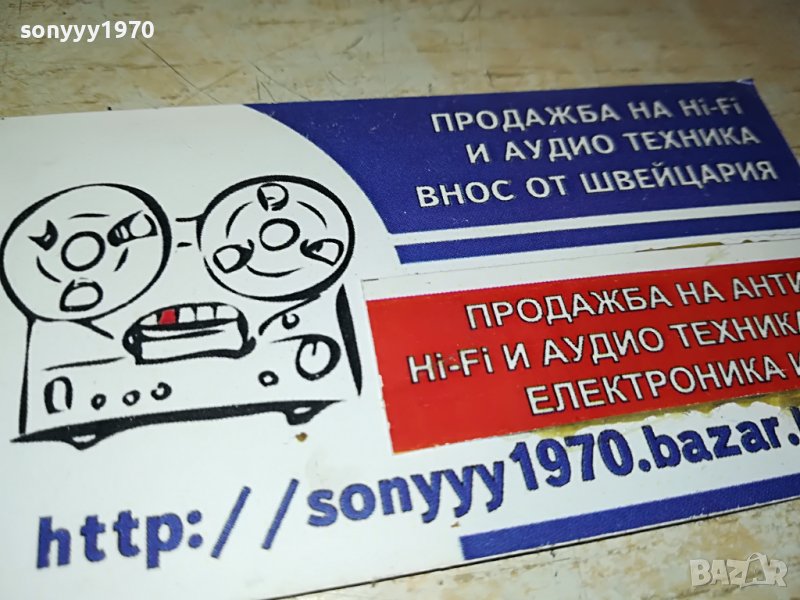 sonyyy1970
ПРОДАЖБА НА Hi-Fi
И АУДИО ТЕХНИКА
ВНОС ОТ ШВЕЙЦАРИЯ
ПРОДАЖБА НА АНТИ
Hi-Fi И АУДИО ТЕХНИКА
ЕЛЕКТРОНИКА И
http://sonyyy1970.bazar.
BAZAR